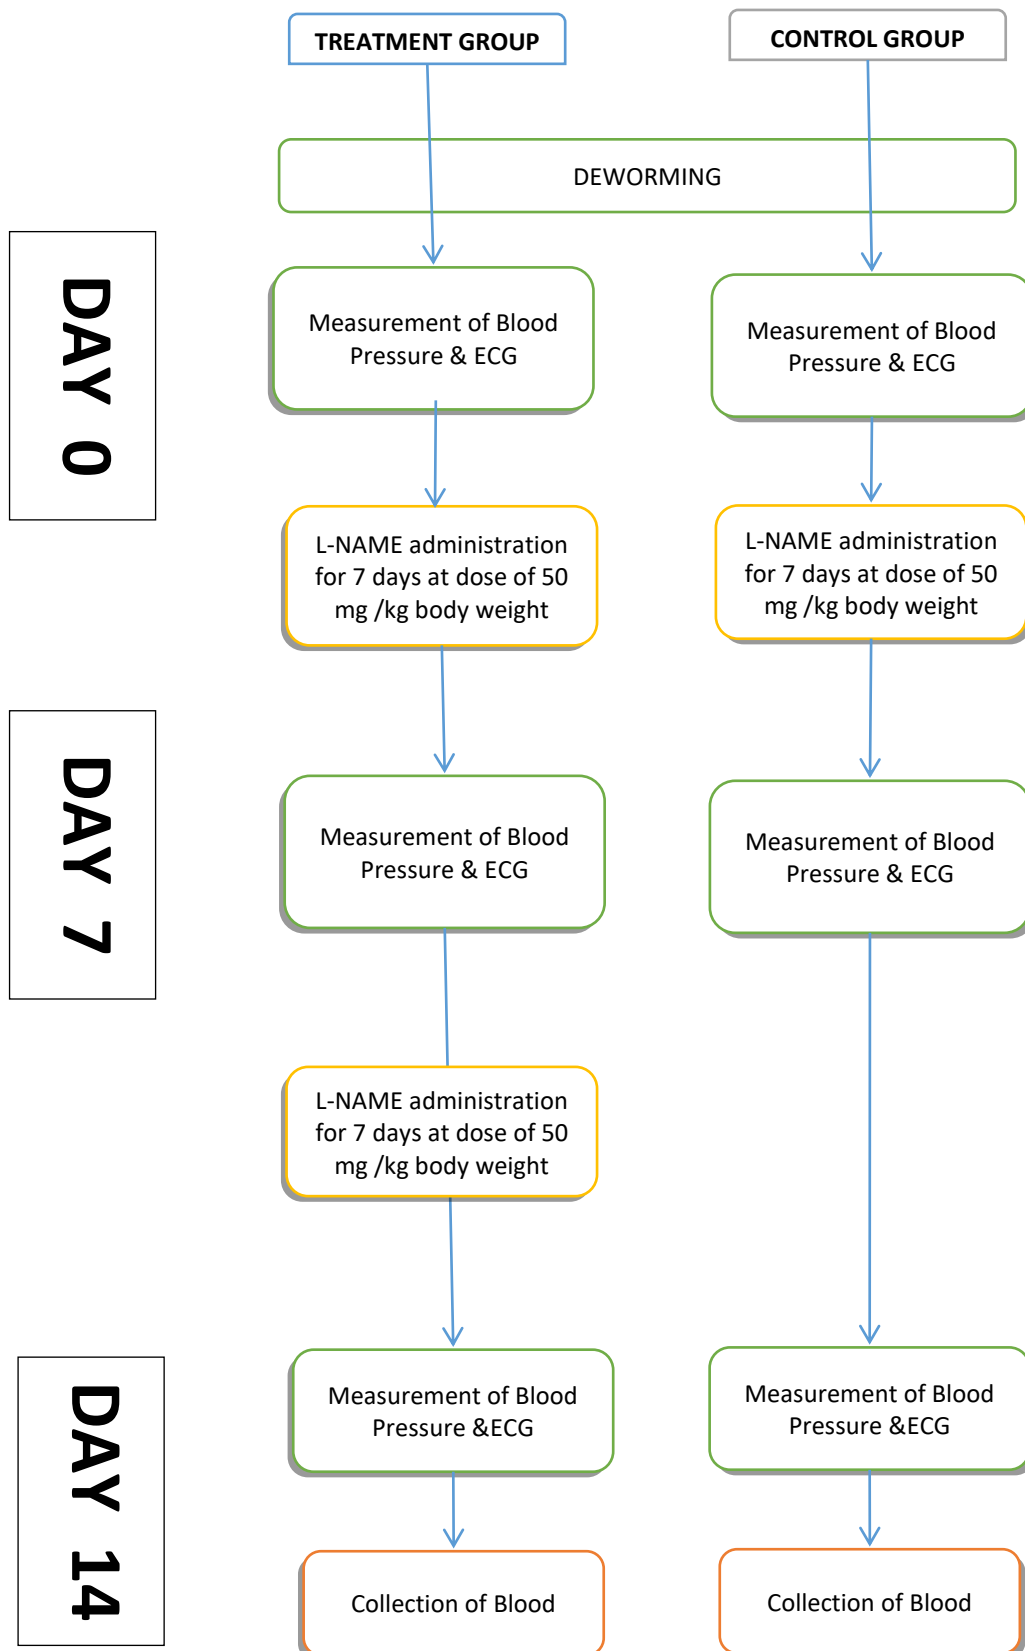 TREATMENT GROUP
CONTROL GROUP
DEWORMING
DAY 0
Measurement of Blood
Pressure & ECG
Measurement of Blood
Pressure & ECG
L-NAME administration
for 7 days at dose of 50
mg /kg body weight
L-NAME administration
for 7 days at dose of 50
mg /kg body weight
DAY 7
Measurement of Blood
Pressure & ECG
Measurement of Blood
Pressure & ECG
L-NAME administration
for 7 days at dose of 50
mg /kg body weight
DAY 14
Measurement of Blood
Pressure &ECG
Measurement of Blood
Pressure &ECG
Collection of Blood
Collection of Blood